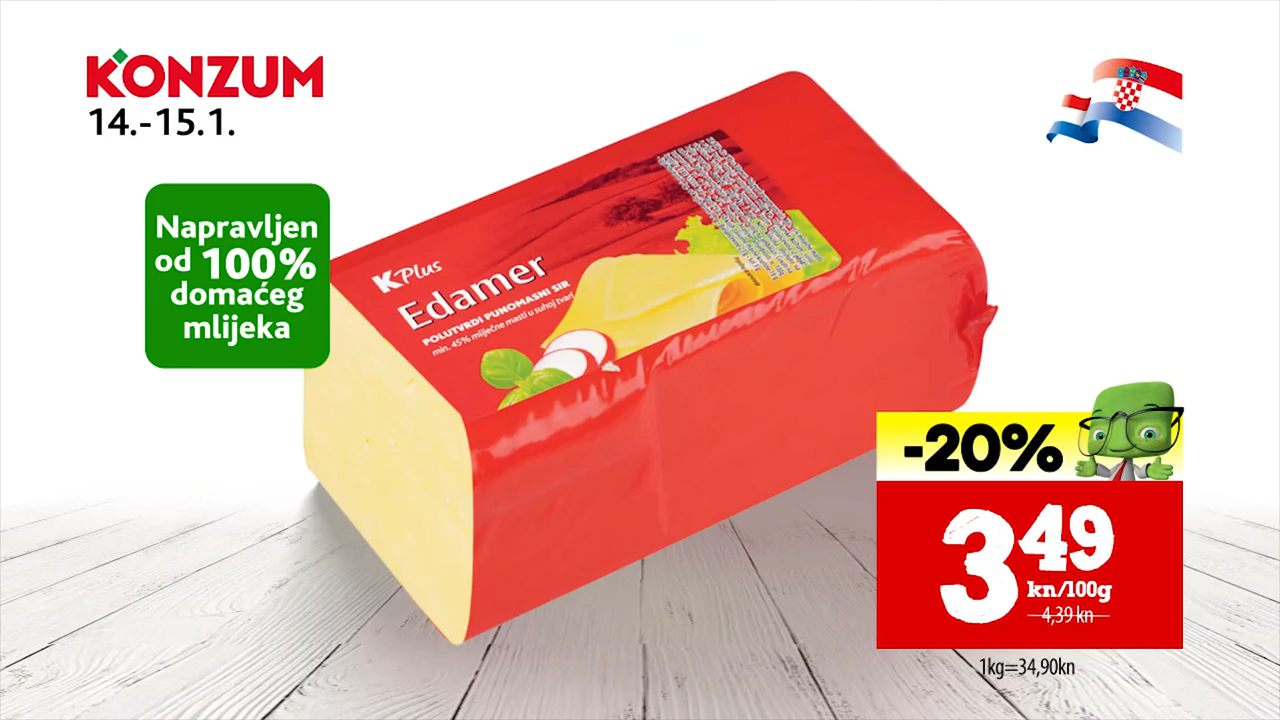 KONZUM
14.-15.1.
Napravljen
od 100%
domaćeg
mlijeka
K Plus
Edamer
POLUTVRDI PUNOMASNI SIR
min. 45% mliječne masti u suhoj tvari
-20%
3 49
kn/100g
4,39 kn
1kg=34,90kn